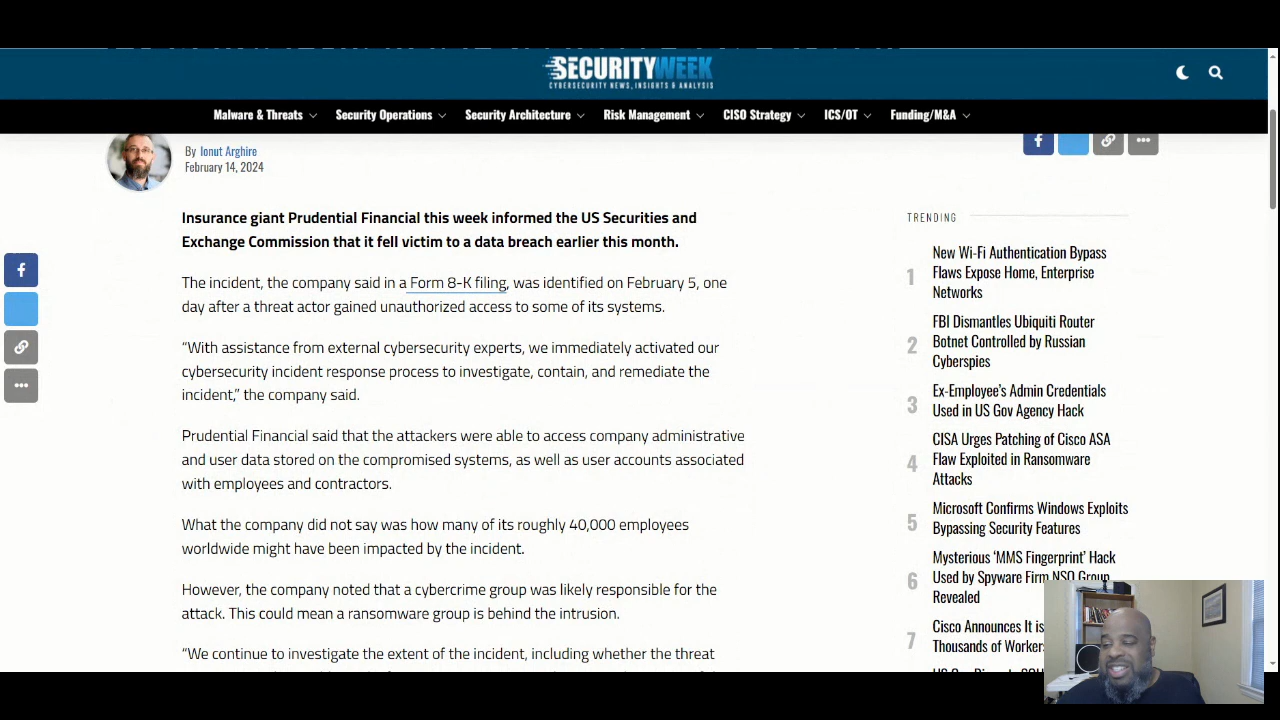 SECURITYWEEK
CYBERSECURITY NEWS, INSIGHTS & ANALYSIS
Malware & Threats
Security Operations
Security Architecture
Risk Management
CISO Strategy
ICS/OT
Funding/M&A
By Ionut Arghire
February 14, 2024
Insurance giant Prudential Financial this week informed the US Securities and
Exchange Commission that it fell victim to a data breach earlier this month.
The incident, the company said in a Form 8-K filing, was identified on February 5, one
day after a threat actor gained unauthorized access to some of its systems.
“With assistance from external cybersecurity experts, we immediately activated our
cybersecurity incident response process to investigate, contain, and remediate the
incident,” the company said.
Prudential Financial said that the attackers were able to access company administrative
and user data stored on the compromised systems, as well as user accounts associated
with employees and contractors.
What the company did not say was how many of its roughly 40,000 employees
worldwide might have been impacted by the incident.
However, the company noted that a cybercrime group was likely responsible for the
attack. This could mean a ransomware group is behind the intrusion.
“We continue to investigate the extent of the incident, including whether the threat
TRENDING
1
New Wi-Fi Authentication Bypass
Flaws Expose Home, Enterprise
Networks
2
FBI Dismantles Ubiquiti Router
Botnet Controlled by Russian
Cyberspies
3
Ex-Employee’s Admin Credentials
Used in US Gov Agency Hack
4
CISA Urges Patching of Cisco ASA
Flaw Exploited in Ransomware
Attacks
5
Microsoft Confirms Windows Exploits
Bypassing Security Features
6
Mysterious ‘MMS Fingerprint’ Hack
Used by Spyware Firm NSO Group
Revealed
7
Cisco Announces It is
Thousands of Workers